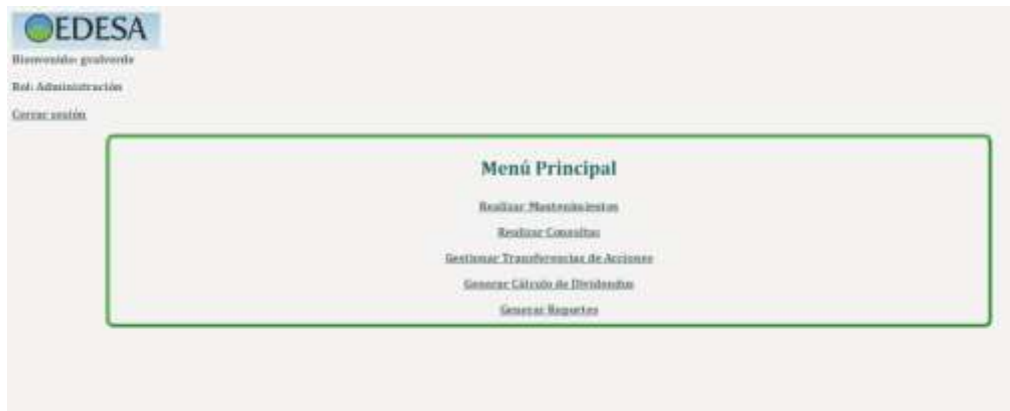 EDESA
Bienvenido: gvalverde
Rol: Administración
Cerrar sesión
Menú Principal
Realizar Mantenimientos
Realizar Consultas
Gestionar Transferencias de Acciones
Generar Cálculo de Dividendos
Generar Reportes